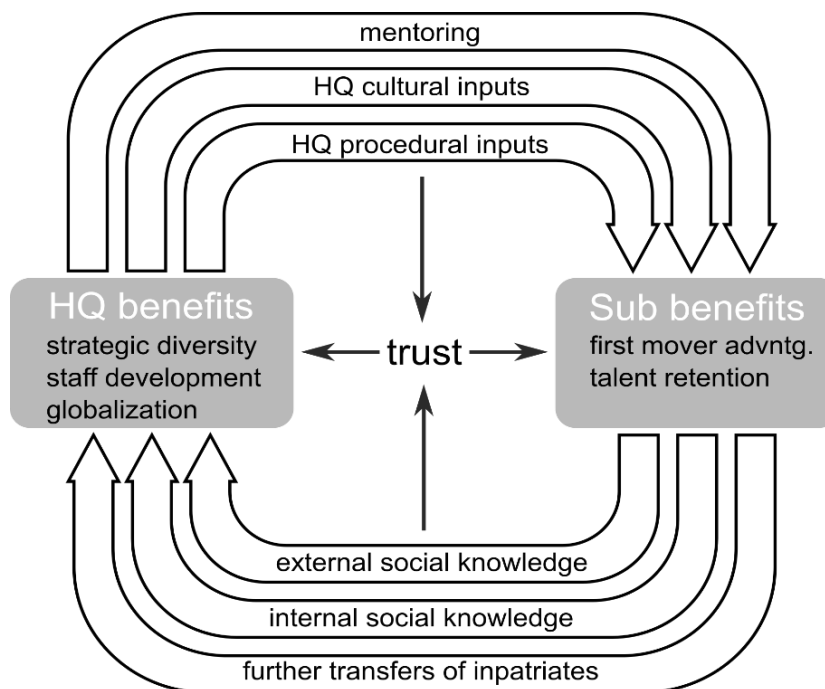 mentoring
HQ cultural inputs
HQ procedural inputs
HQ benefits
strategic diversity
staff development
globalization
trust
Sub benefits
first mover advntg.
talent retention
external social knowledge
internal social knowledge
further transfers of inpatriates